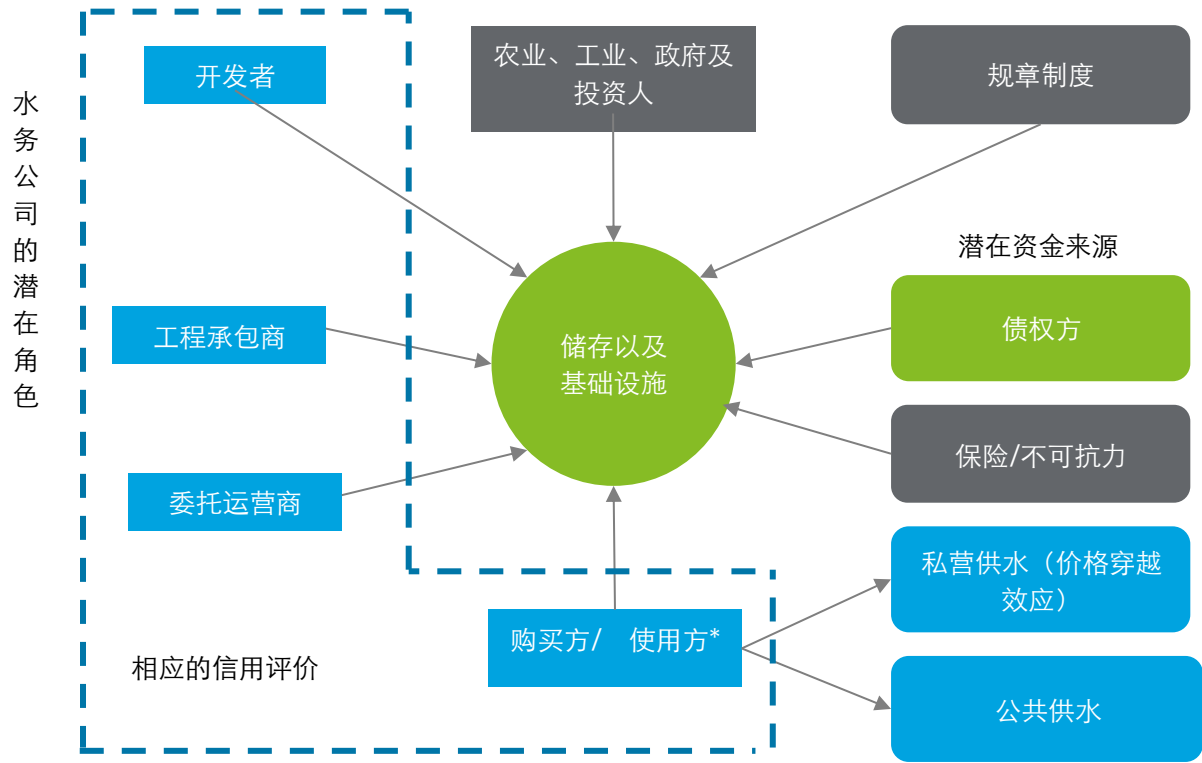 水务公司的潜在角色
开发者
农业、工业、政府及
投资人
规章制度
潜在资金来源
工程承包商
储存以及
基础设施
债权方
保险/不可抗力
委托运营商
私营供水（价格穿越
效应）
购买方/ 使用方*
相应的信用评价
公共供水